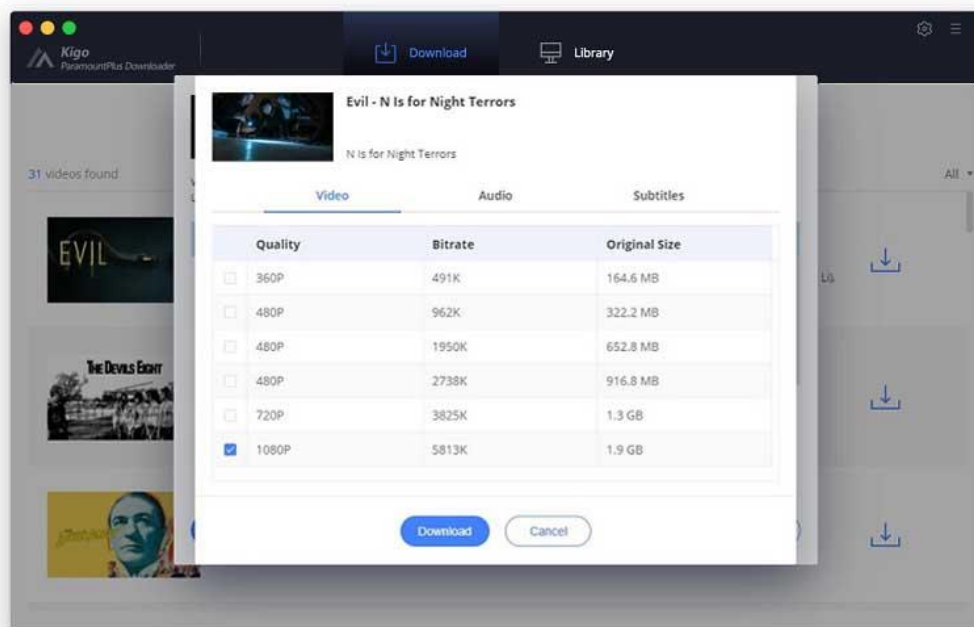 Kigo
ParamountPlus Downloader
Download
Library
Evil - N Is for Night Terrors
N Is for Night Terrors
31 videos found
All
Video Audio Subtitles
Quality Bitrate Original Size
360P 491K 164.6 MB
480P 962K 322.2 MB
480P 1950K 652.8 MB
480P 2738K 916.8 MB
720P 3825K 1.3 GB
1080P 5813K 1.9 GB
EVIL
THE DEVILS EIGHT
Download Cancel